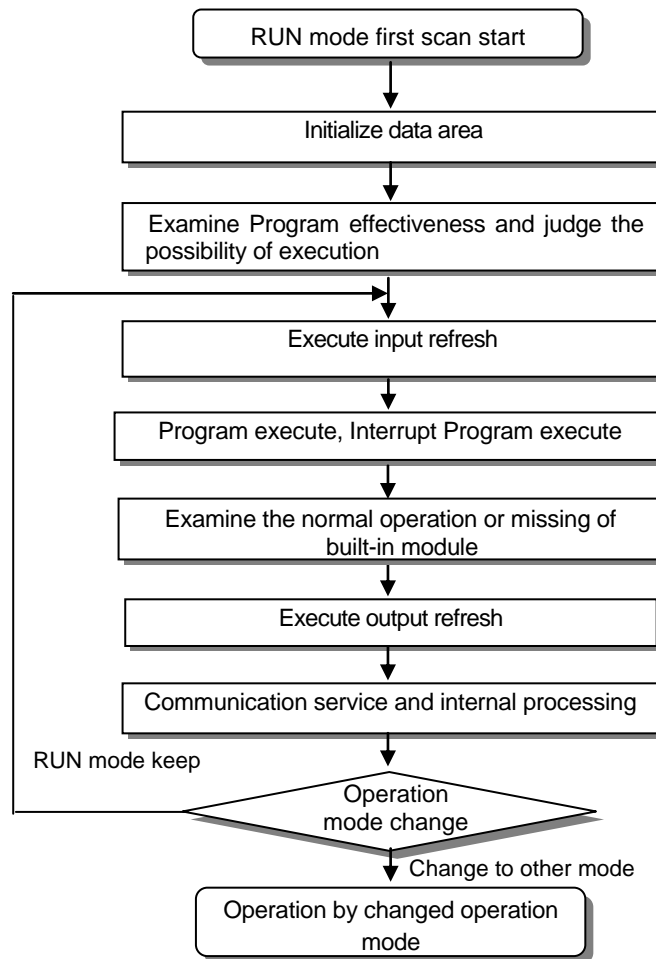 RUN mode first scan start
Initialize data area
Examine Program effectiveness and judge the
possibility of execution
Execute input refresh
Program execute, Interrupt Program execute
Examine the normal operation or missing of
built-in module
Execute output refresh
Communication service and internal processing
RUN mode keep
Operation
mode change
Change to other mode
Operation by changed operation
mode